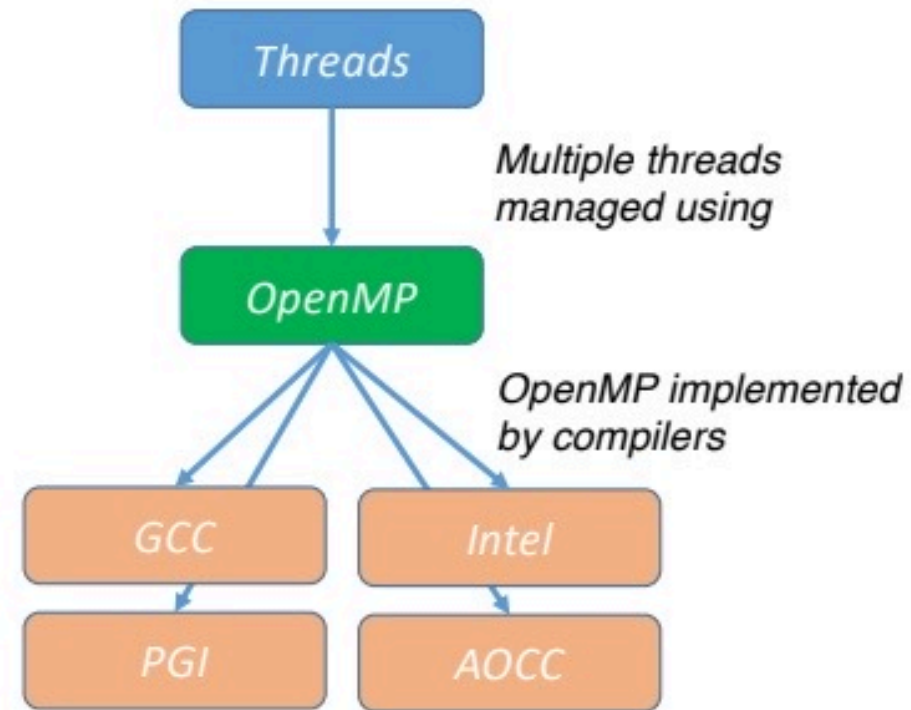 Threads
Multiple threads
managed using
OpenMP
OpenMP implemented
by compilers
GCC
Intel
PGI
AOCC